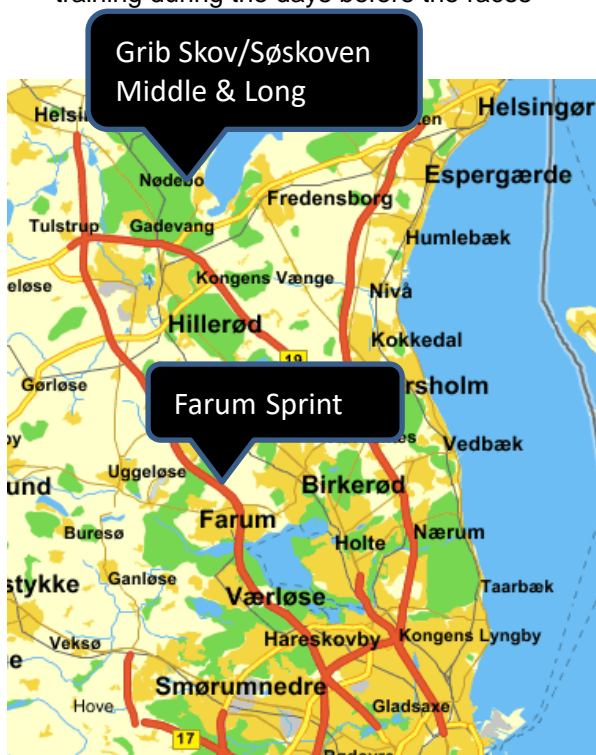 training during the days before the races
Grib Skov/Søskoven
Middle & Long
Helsingør
Nødebo
Espergærde
Fredensborg
Tulstrup
Gadevang
Humlebæk
Kongens Vænge
Nivå
Hillerød
Kokkedal
19
Gørløse
Farum Sprint
Vedbæk
Uggeløse
Birkerød
Farum
Nærum
Buresø
Holte
Ganløse
Taarbæk
Værløse
Veksø
Hareskovby
Kongens Lyngby
Smørumnedre
Hove
Gladsaxe
17